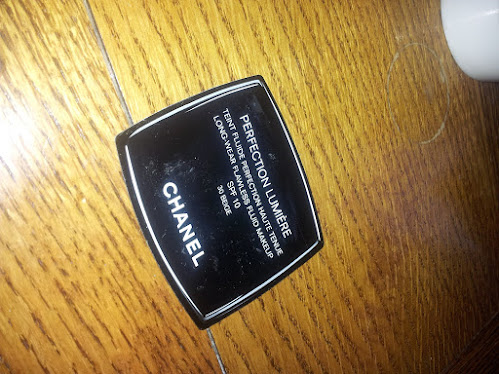 PERFECTION LUMIÈRE
TEINT FLUIDE PERFECTION HAUTE TENUE
LONG-WEAR FLAWLESS FLUID MAKEUP
SPF 10
30 BEIGE
CHANEL